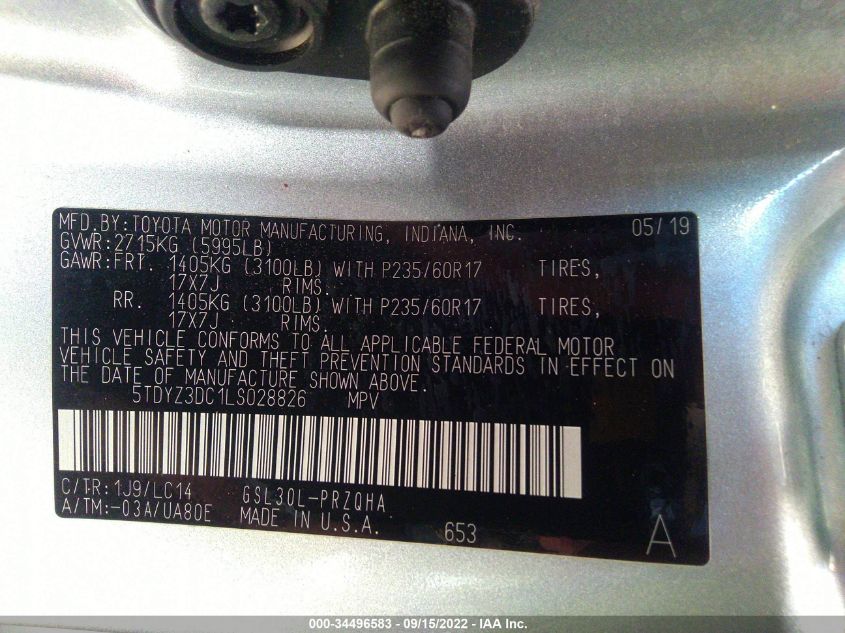 MFD.BY:TOYOTA MOTOR MANUFACTURING, INDIANA, INC. 05/19
GVWR:2715KG (5995LB)
GAWR:FRT. 1405KG (3100LB) WITH P235/60R17 TIRES,
17X7J RIMS.
RR. 1405KG (3100LB) WITH P235/60R17 TIRES,
17X7J RIMS.
THIS VEHICLE CONFORMS TO ALL APPLICABLE FEDERAL MOTOR
VEHICLE SAFETY AND THEFT PREVENTION STANDARDS IN EFFECT ON
THE DATE OF MANUFACTURE SHOWN ABOVE.
5TDYZ3DC1LS028826 MPV
C/TR:1J9/LC14 GSL30L-PRZQHA
A/TM:-03A/UA80E MADE IN U.S.A. 653 A
000-34496583 - 09/15/2022 - IAA Inc.